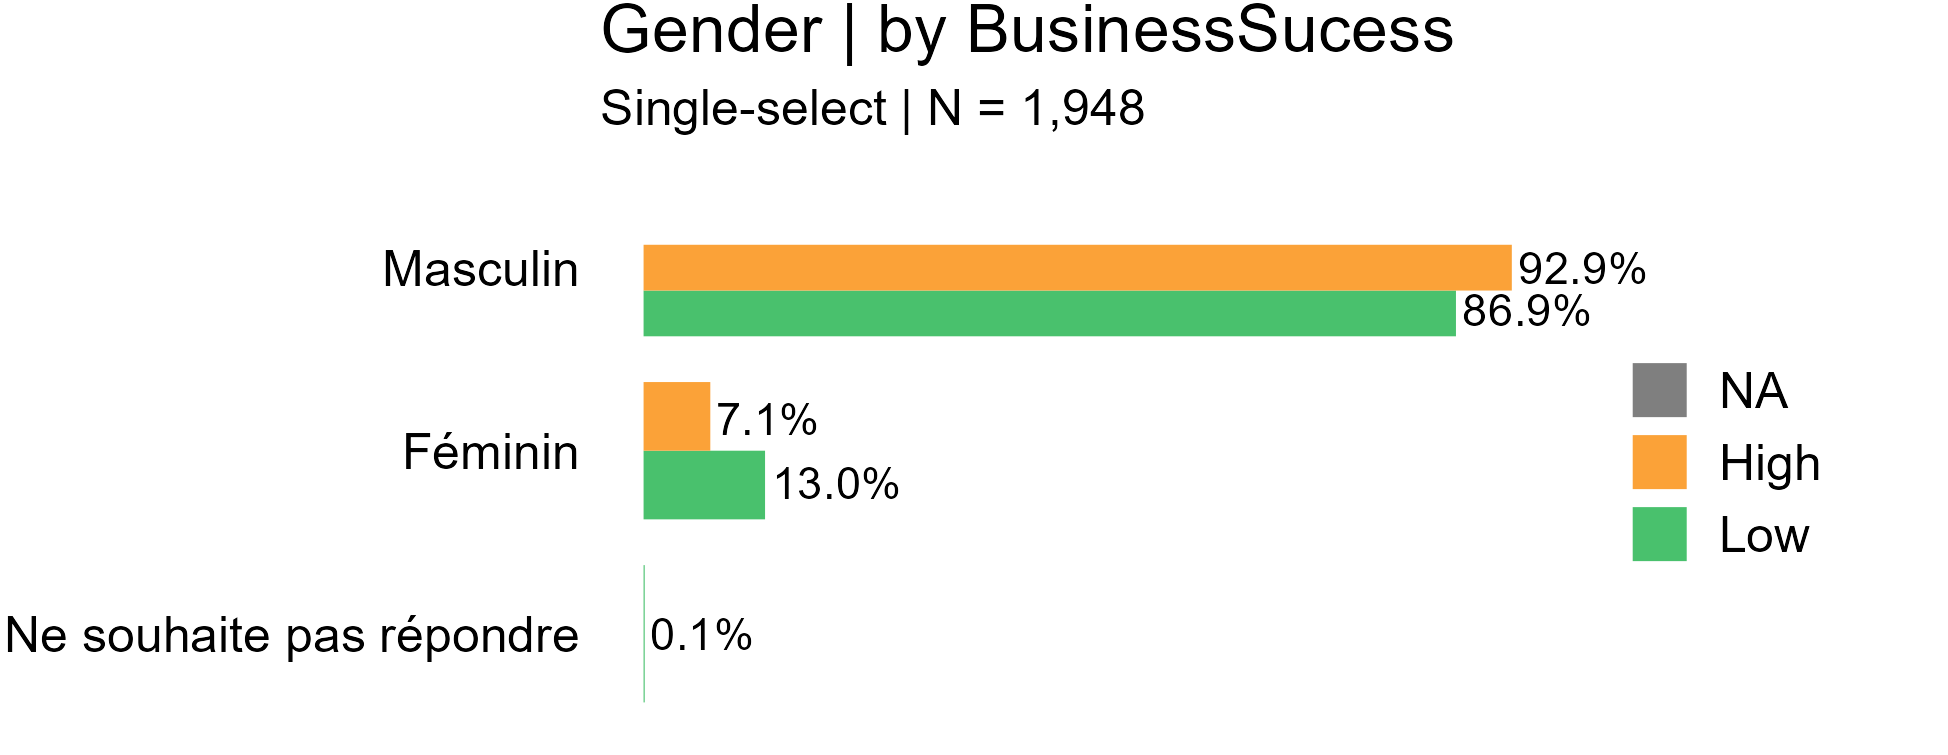 Gender | by BusinessSucess
Single-select | N = 1,948
Masculin
92.9%
86.9%
Féminin
7.1%
13.0%
Ne souhaite pas répondre
0.1%
NA
High
Low